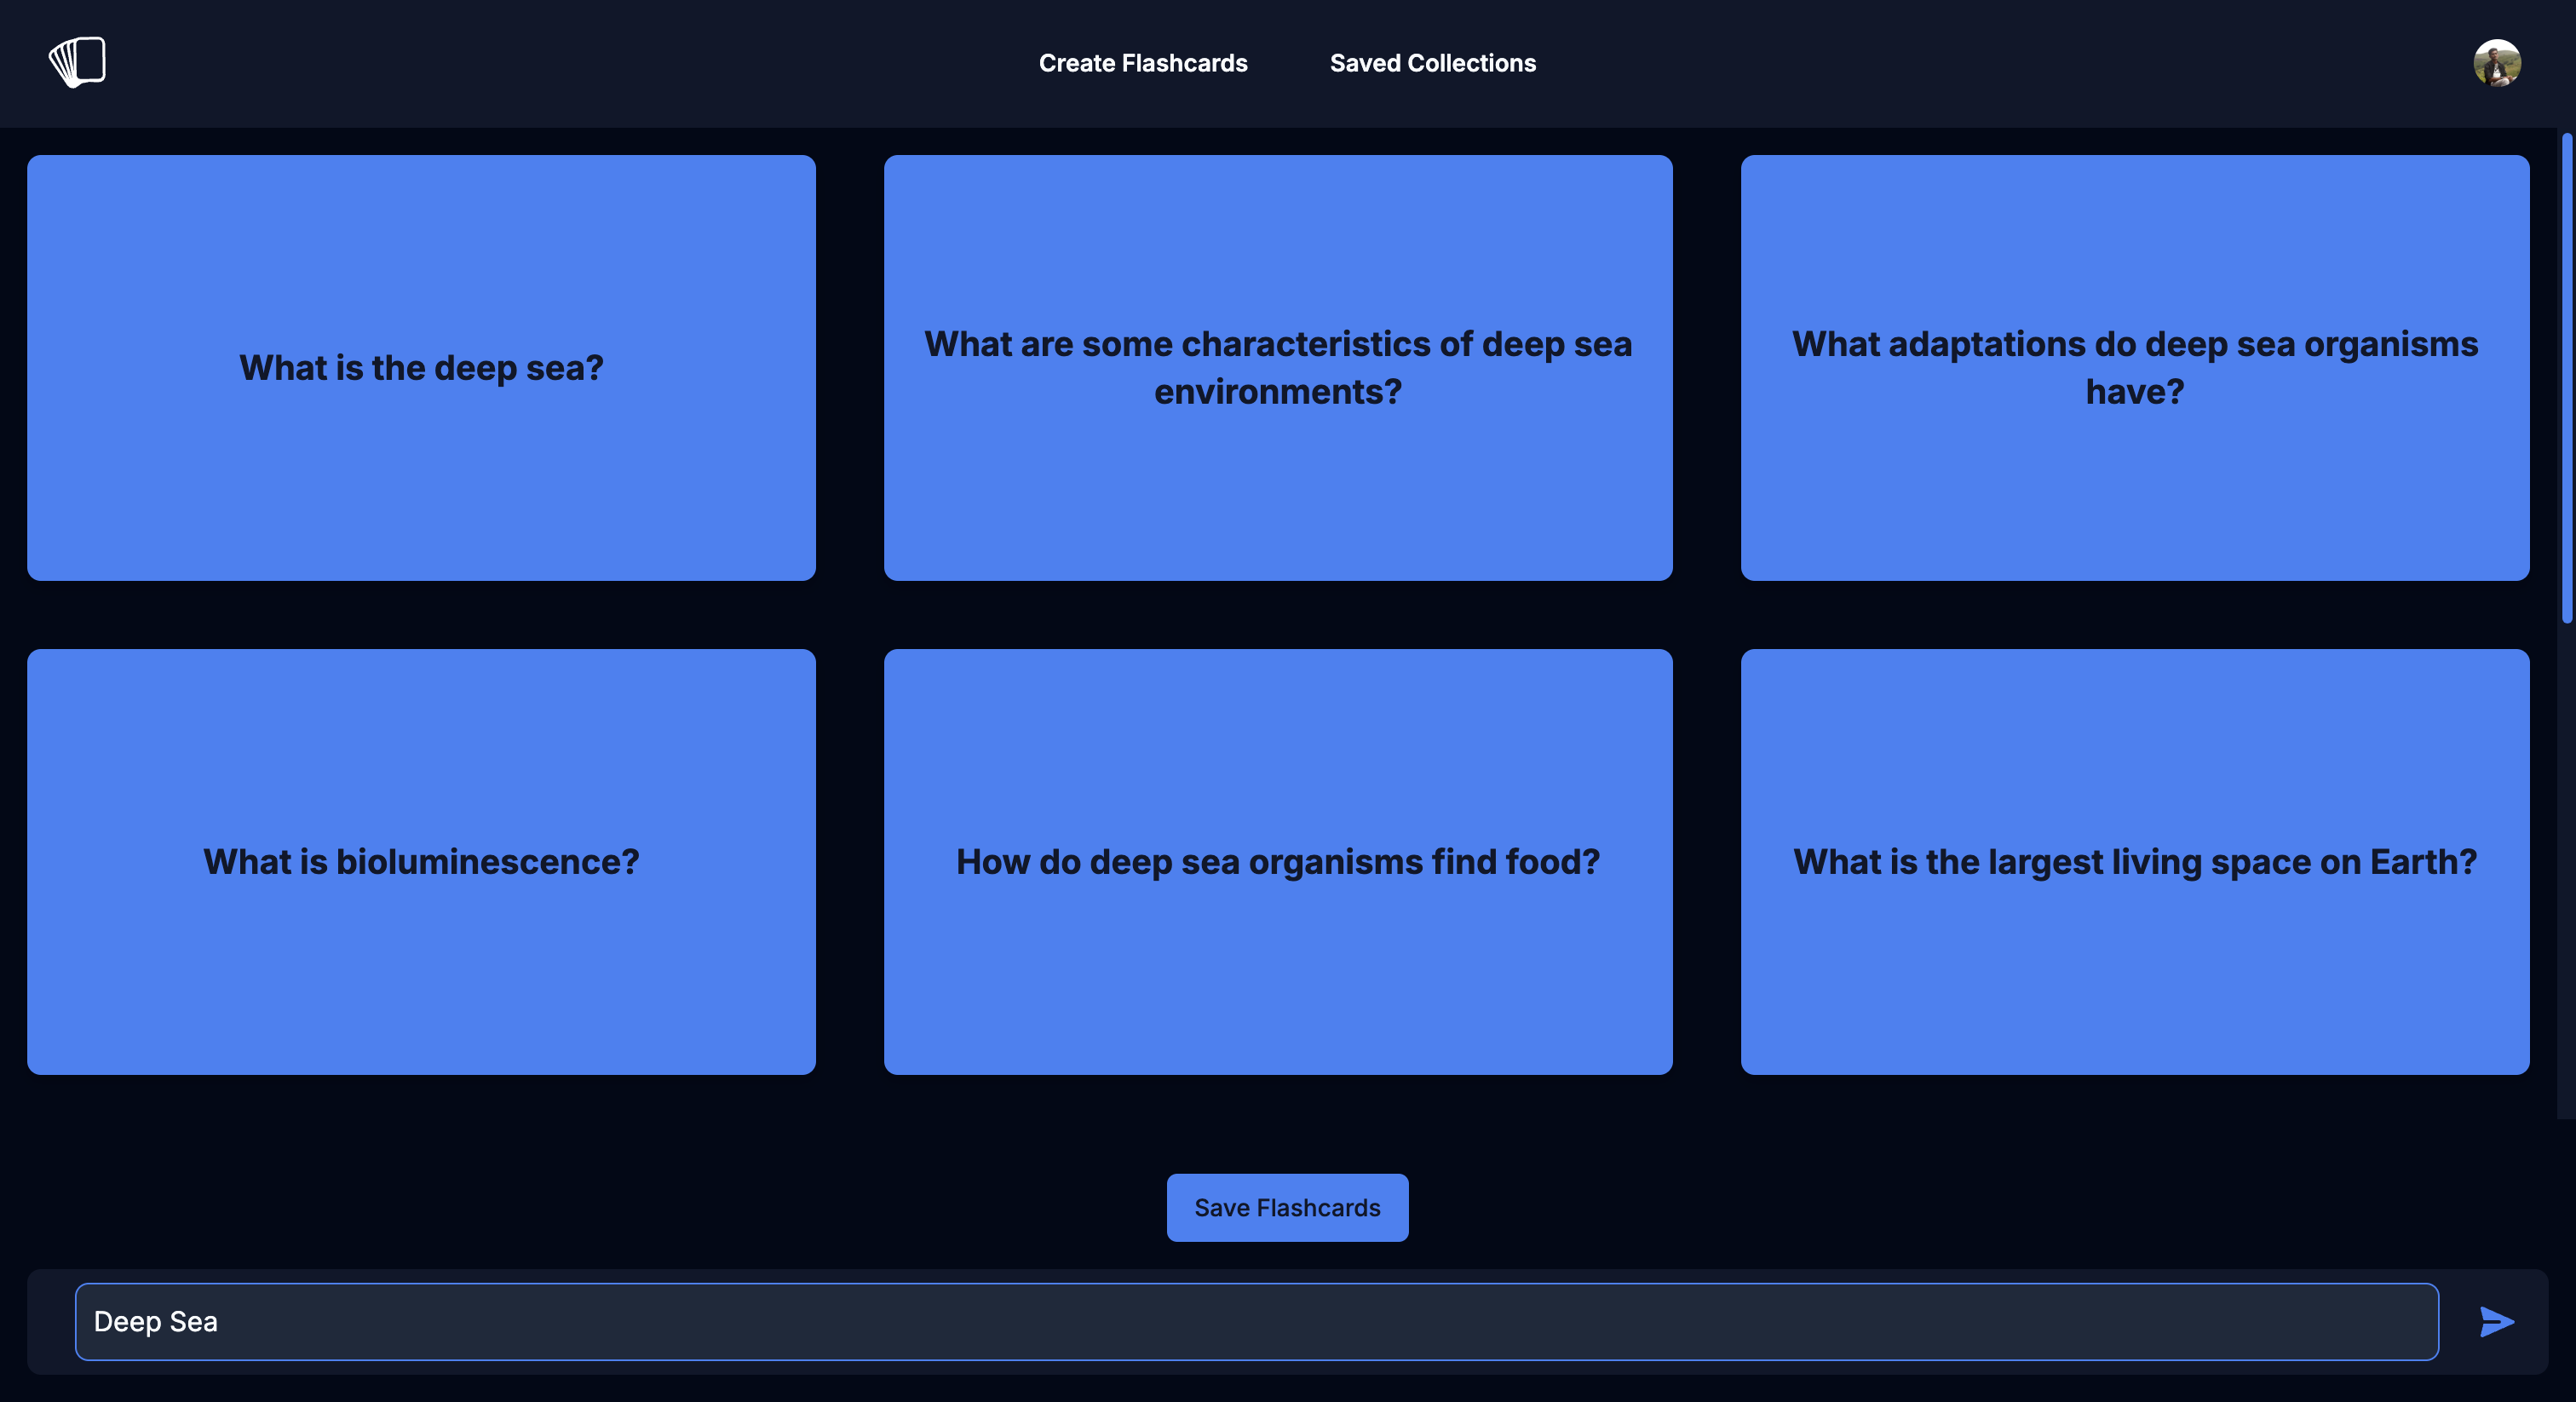 Create Flashcards
Saved Collections
What is the deep sea?
What are some characteristics of deep sea
environments?
What adaptations do deep sea organisms
have?
What is bioluminescence?
How do deep sea organisms find food?
What is the largest living space on Earth?
Save Flashcards
Deep Sea